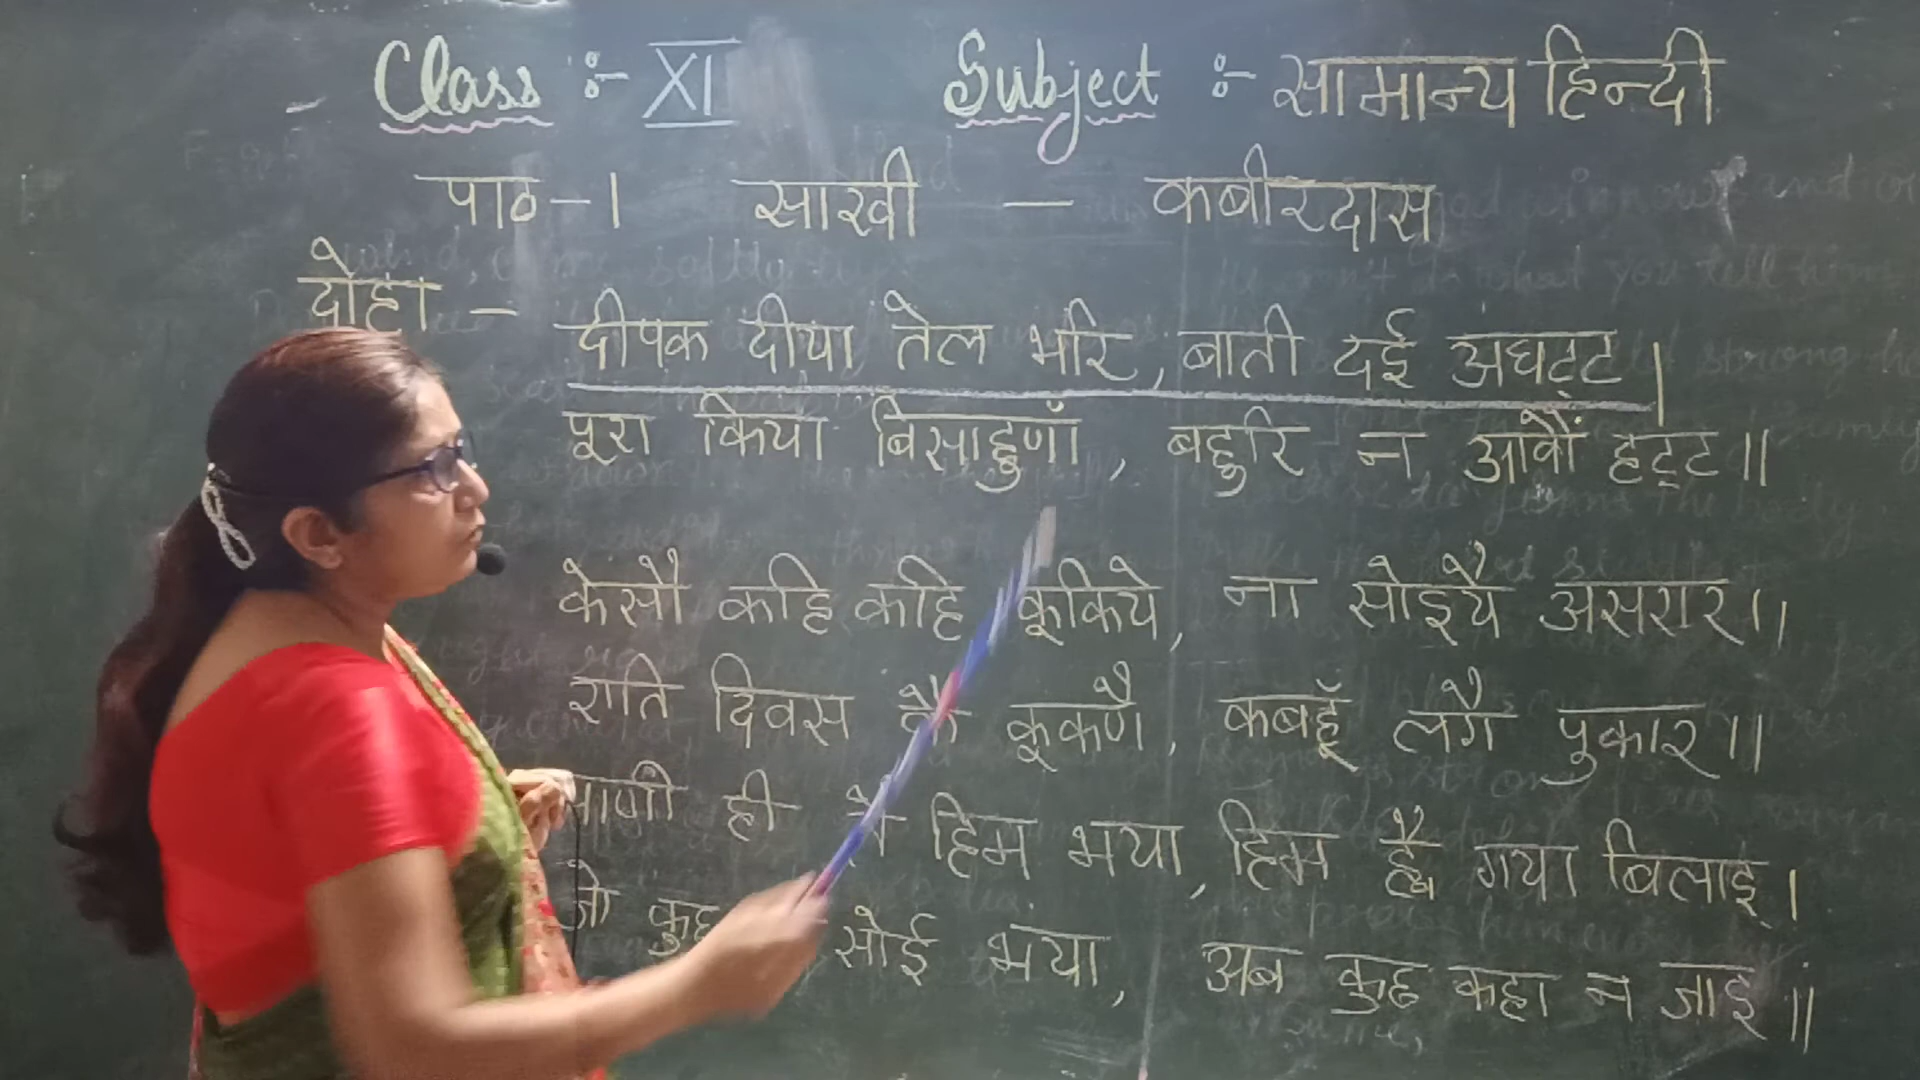 Class :- XI Subject :- सामान्य हिन्दी
पाठ-1 साखी - कबीरदास
दोहा -
दीपक दीया तेल भरि, बाती दई अघट्ट।
पूरा किया बिसाहुणाँ, बहुरि न आवौं हट्ट॥
केसौ कहि कहि कूकिये, ना सोइयै असरार॥
राति दिवस कै कूकणै, कबहूँ लगै पुकार॥
ही हिम भया, हिम ह्वै गया बिलाइ।
जो सोई भया, अब कुछ कहा न जाइ॥